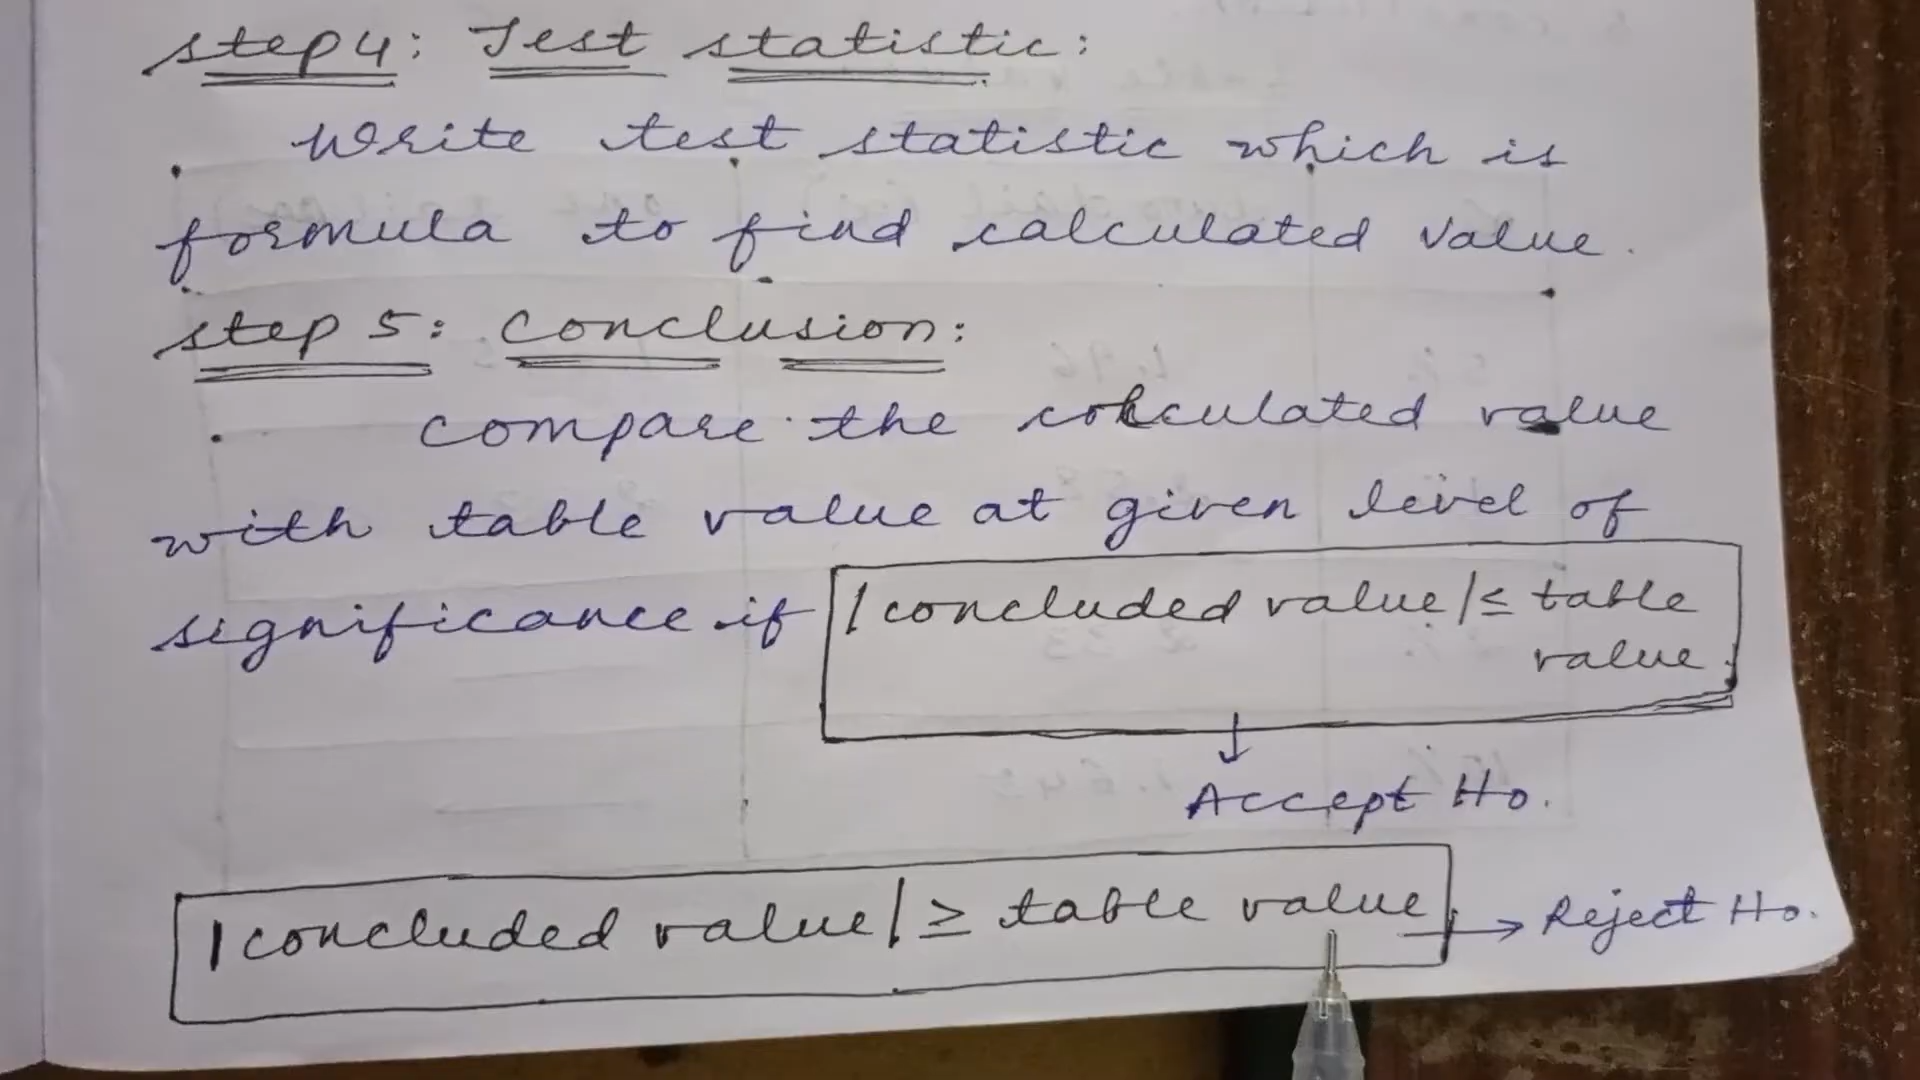 step 4: Test statistic:
Write test statistic which is
formula to find calculated value.
step 5: Conclusion:
compare the calculated value
with table value at given level of
significance if |concluded value| ≤ table
value.
↓
Accept Ho.
|concluded value| ≥ table value → Reject Ho.